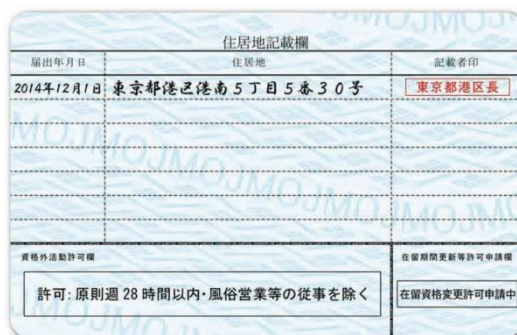 住居地記載欄
届出年月日 住居地 記載者印
2014年12月1日 東京都港区港南5丁目5番30号 東京都港区長
MOJMOJMOJMOJ
資格外活動許可欄 在留期間更新等許可申請欄
許可:原則週28時間以内・風俗営業等の従事を除く 在留資格変更許可申請中